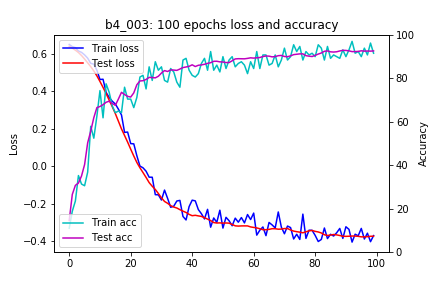 b4_003: 100 epochs loss and accuracy
Train loss
Test loss
Train acc
Test acc
Loss
0.6
0.4
0.2
0.0
−0.2
−0.4
Accuracy
100
80
60
40
20
0
0
20
40
60
80
100